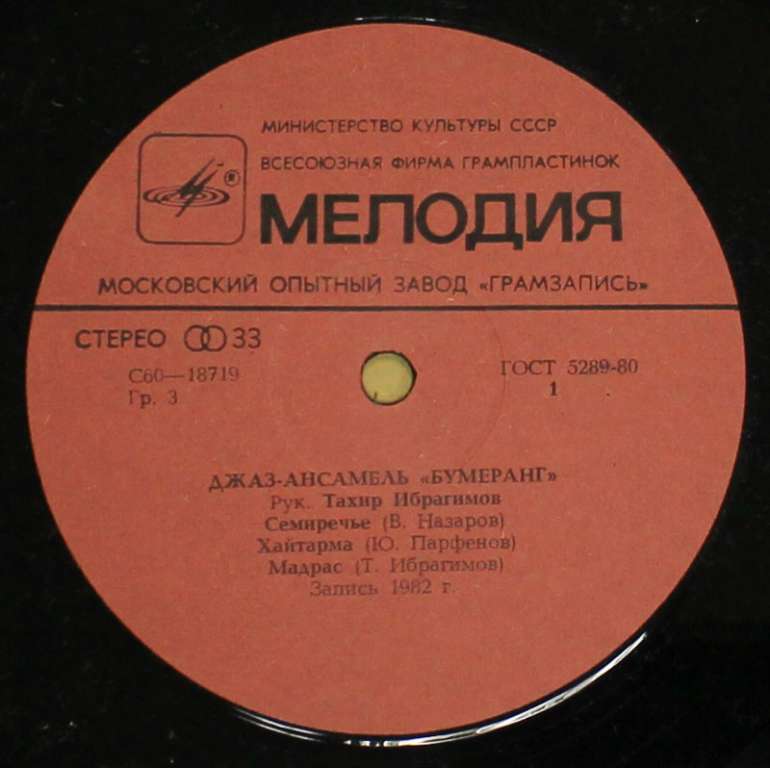 МИНИСТЕРСТВО КУЛЬТУРЫ СССР
ВСЕСОЮЗНАЯ ФИРМА ГРАМПЛАСТИНОК
®
МЕЛОДИЯ
МОСКОВСКИЙ ОПЫТНЫЙ ЗАВОД «ГРАМЗАПИСЬ»
СТЕРЕО 33
С60—18719
Гр. 3
ГОСТ 5289-80
1
ДЖАЗ-АНСАМБЛЬ «БУМЕРАНГ»
Рук. Тахир Ибрагимов
Семиречье (В. Назаров)
Хайтарма (Ю. Парфенов)
Мадрас (Т. Ибрагимов)
Запись 1982 г.